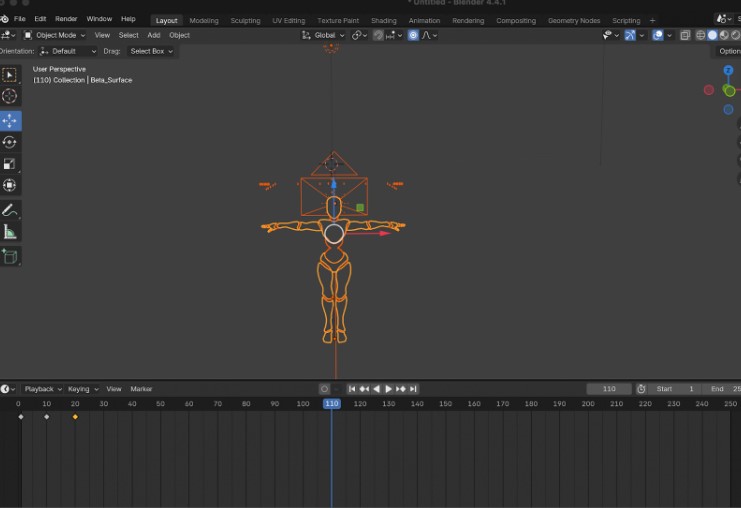 * Untitled - Blender 4.4.1
File Edit Render Window Help Layout Modeling Sculpting UV Editing Texture Paint Shading Animation Rendering Compositing Geometry Nodes Scripting +
Object Mode View Select Add Object Global
Orientation: Default Drag: Select Box Option
User Perspective
(110) Collection | Beta_Surface
Z
Playback Keying View Marker 110 Start 1 End 25
0 10 20 30 40 50 60 70 80 90 100 110 120 130 140 150 160 170 180 190 200 210 220 230 240 250